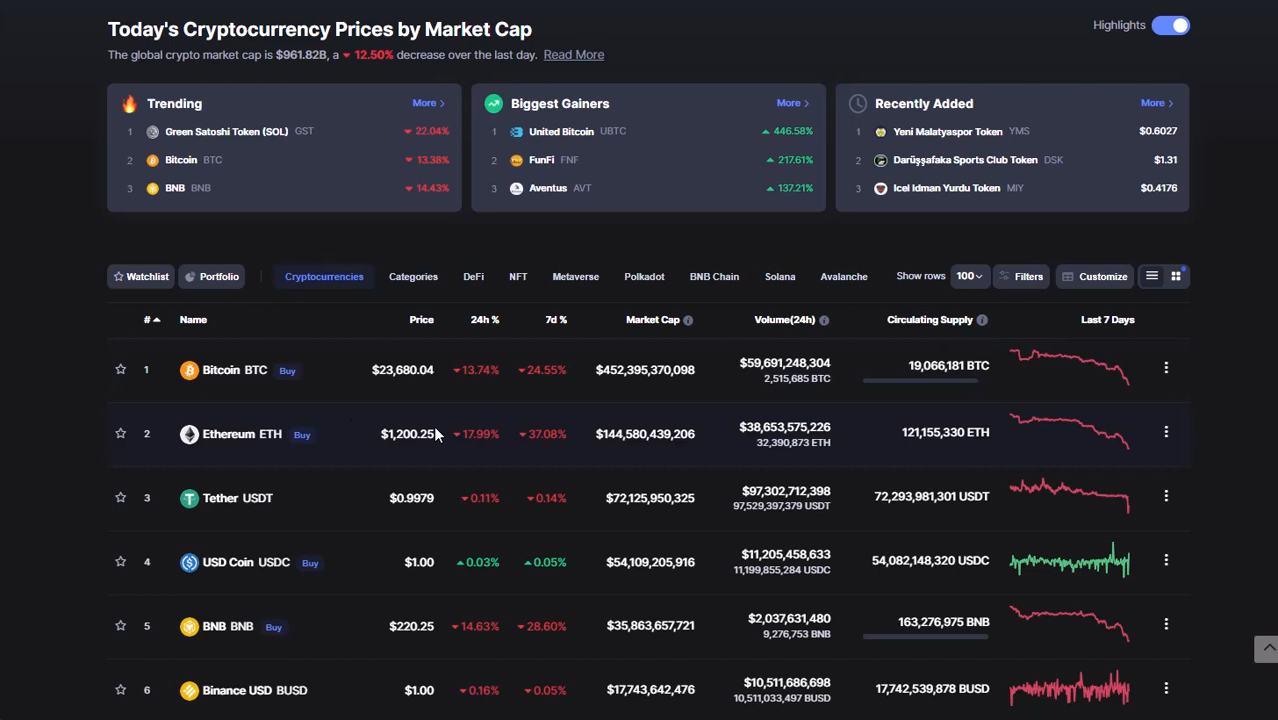 Today's Cryptocurrency Prices by Market Cap
Highlights
The global crypto market cap is $961.82B, a 12.50% decrease over the last day. Read More
Trending More
1 Green Satoshi Token (SOL) GST 22.04%
2 Bitcoin BTC 13.38%
3 BNB BNB 14.43%
Biggest Gainers More
1 United Bitcoin UBTC 446.58%
2 FunFi FNF 217.61%
3 Aventus AVT 137.21%
Recently Added More
1 Yeni Malatyaspor Token YMS $0.6027
2 Darüşşafaka Sports Club Token DSK $1.31
3 Icel Idman Yurdu Token MIY $0.4176
Watchlist Portfolio Cryptocurrencies Categories DeFi NFT Metaverse Polkadot BNB Chain Solana Avalanche Show rows 100 Filters Customize
# Name Price 24h % 7d % Market Cap Volume(24h) Circulating Supply Last 7 Days
1 Bitcoin BTC Buy $23,680.04 13.74% 24.55% $452,395,370,098 $59,691,248,304 19,066,181 BTC
2,515,685 BTC
2 Ethereum ETH Buy $1,200.25 17.99% 37.08% $144,580,439,206 $38,653,575,226 121,155,330 ETH
32,390,873 ETH
3 Tether USDT $0.9979 0.11% 0.14% $72,125,950,325 $97,302,712,398 72,293,981,301 USDT
97,529,397,379 USDT
4 USD Coin USDC Buy $1.00 0.03% 0.05% $54,109,205,916 $11,205,458,633 54,082,148,320 USDC
11,199,855,284 USDC
5 BNB BNB Buy $220.25 14.63% 28.60% $35,863,657,721 $2,037,631,480 163,276,975 BNB
9,276,753 BNB
6 Binance USD BUSD $1.00 0.16% 0.05% $17,743,642,476 $10,511,686,698 17,742,539,878 BUSD
10,511,033,497 BUSD